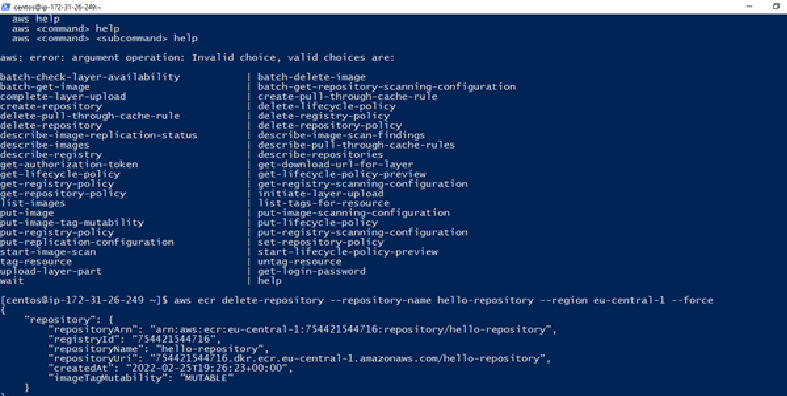 centos@ip-172-31-26-249:~
aws help
aws <command> help
aws <command> <subcommand> help
aws: error: argument operation: Invalid choice, valid choices are:
batch-check-layer-availability | batch-delete-image
batch-get-image | batch-get-repository-scanning-configuration
complete-layer-upload | create-pull-through-cache-rule
create-repository | delete-lifecycle-policy
delete-pull-through-cache-rule | delete-registry-policy
delete-repository | delete-repository-policy
describe-image-replication-status | describe-image-scan-findings
describe-images | describe-pull-through-cache-rules
describe-registry | describe-repositories
get-authorization-token | get-download-url-for-layer
get-lifecycle-policy | get-lifecycle-policy-preview
get-registry-policy | get-registry-scanning-configuration
get-repository-policy | initiate-layer-upload
list-images | list-tags-for-resource
put-image | put-image-scanning-configuration
put-image-tag-mutability | put-lifecycle-policy
put-registry-policy | put-registry-scanning-configuration
put-replication-configuration | set-repository-policy
start-image-scan | start-lifecycle-policy-preview
tag-resource | untag-resource
upload-layer-part | get-login-password
wait | help
[centos@ip-172-31-26-249 ~]$ aws ecr delete-repository --repository-name hello-repository --region eu-central-1 --force
{
"repository": {
"repositoryArn": "arn:aws:ecr:eu-central-1:754421544716:repository/hello-repository",
"registryId": "754421544716",
"repositoryName": "hello-repository",
"repositoryUri": "754421544716.dkr.ecr.eu-central-1.amazonaws.com/hello-repository",
"createdAt": "2022-02-25T19:26:23+00:00",
"imageTagMutability": "MUTABLE"
}
}